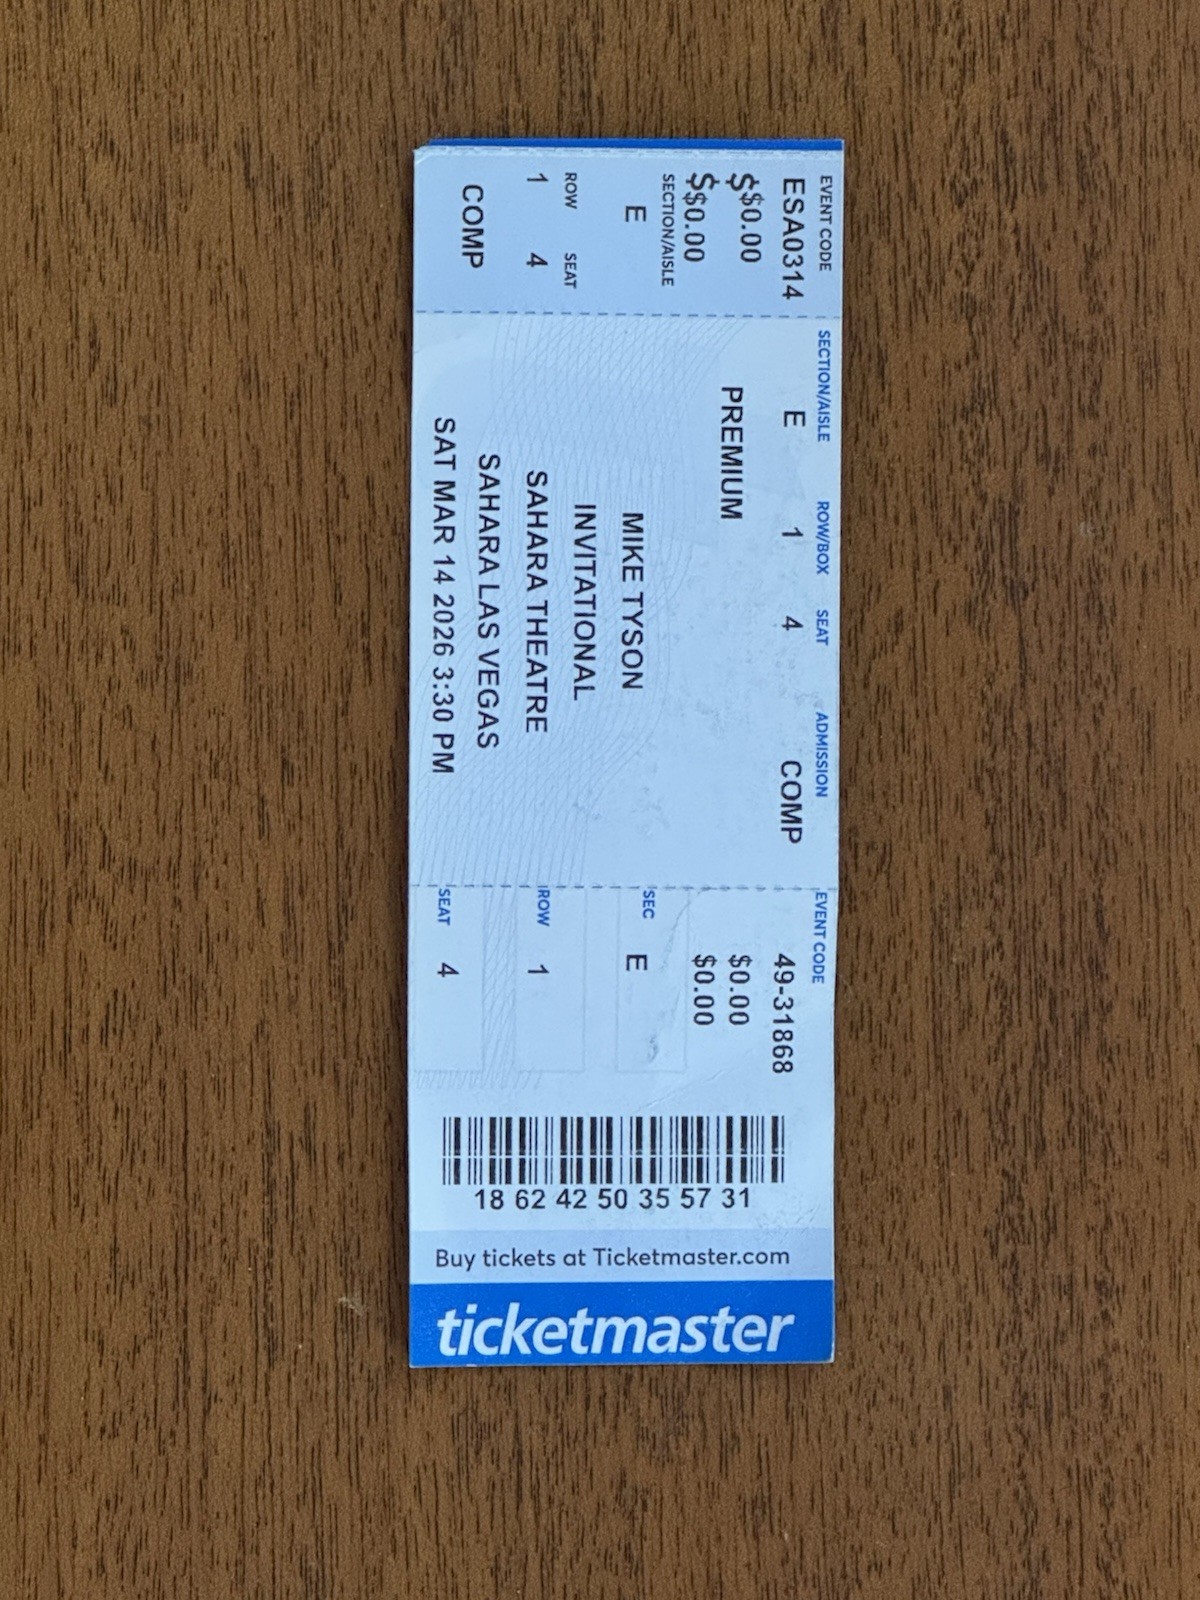 EVENT CODE
ESA0314
$$0.00
$$0.00
SECTION/AISLE
E
ROW SEAT
1 4
COMP
SECTION/AISLE ROW/BOX SEAT ADMISSION
E 1 4 COMP
PREMIUM
MIKE TYSON
INVITATIONAL
SAHARA THEATRE
SAHARA LAS VEGAS
SAT MAR 14 2026 3:30 PM
EVENT CODE
49-31868
$0.00
$0.00
SEC E
ROW 1
SEAT 4
18 62 42 50 35 57 31
Buy tickets at Ticketmaster.com
ticketmaster